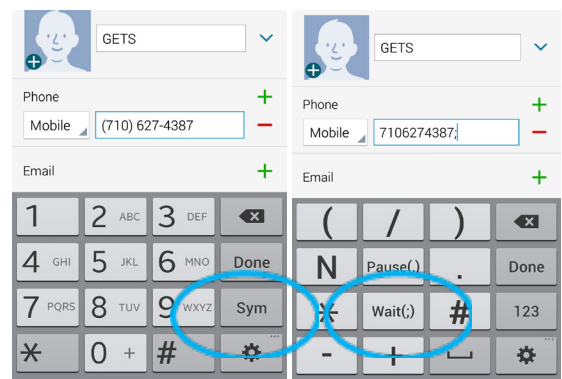 GETS
Phone
Mobile (710) 627-4387
Email
1 2 ABC 3 DEF
4 GHI 5 JKL 6 MNO Done
7 PQRS 8 TUV 9 WXYZ Sym
* 0 + #
GETS
Phone
Mobile 7106274387;
Email
( / )
N Pause(,) . Done
* Wait(;) # 123
- +